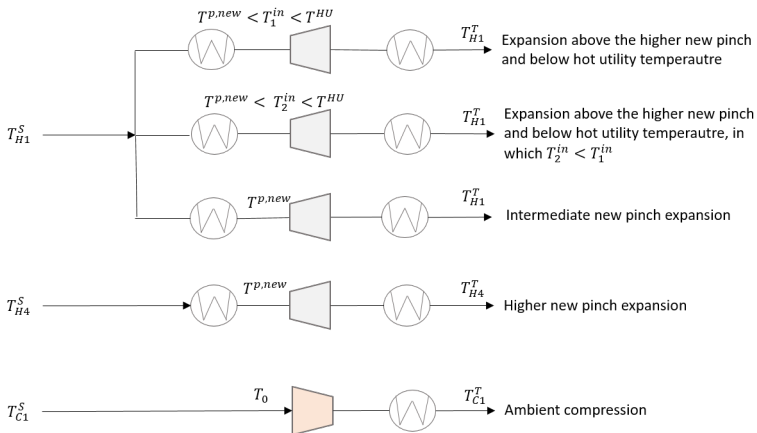 T^{p,new} < T_1^{in} < T^{HU}
T_{H1}^T
Expansion above the higher new pinch
and below hot utility temperautre
T^{p,new} < T_2^{in} < T^{HU}
T_{H1}^S
T_{H1}^T
Expansion above the higher new pinch
and below hot utility temperautre, in
which T_2^{in} < T_1^{in}
T^{p,new}
T_{H1}^T
Intermediate new pinch expansion
T_{H4}^S
T^{p,new}
T_{H4}^T
Higher new pinch expansion
T_{C1}^S
T_0
T_{C1}^T
Ambient compression